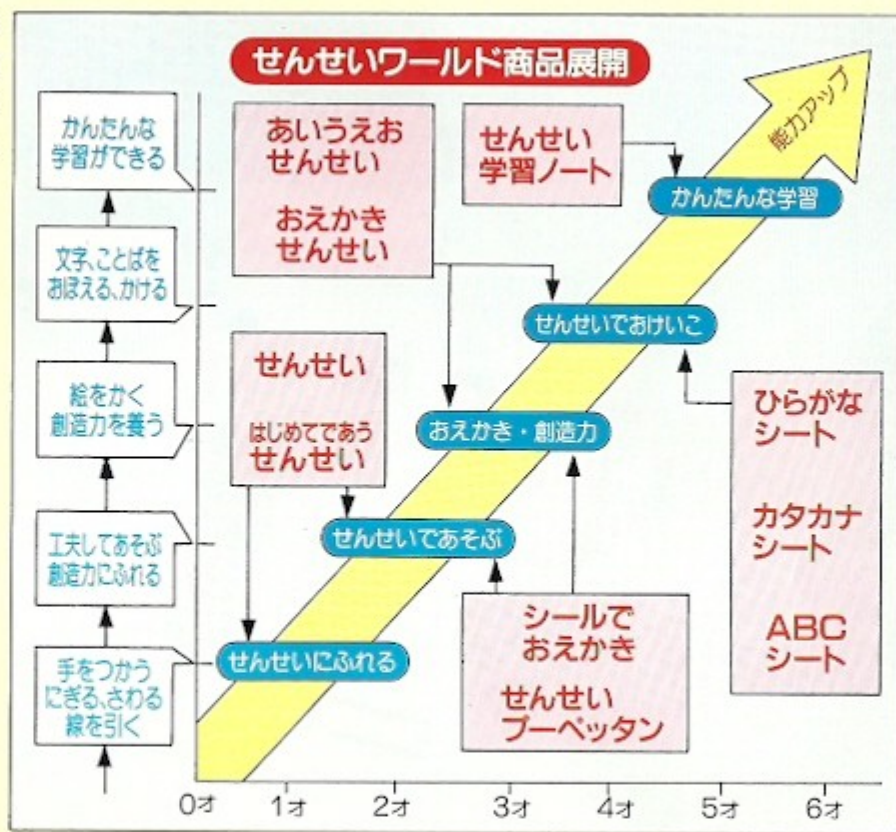 せんせいワールド商品展開
かんたんな
学習ができる
文字、ことばを
おぼえる、かける
絵をかく
創造力を養う
工夫してあそぶ
創造力にふれる
手をつかう
にぎる、さわる
線を引く
あいうえお
せんせい
おえかき
せんせい
せんせい
学習ノート
能力アップ
かんたんな学習
せんせいでおけいこ
せんせい
はじめてであう
せんせい
おえかき・創造力
せんせいであそぶ
せんせいにふれる
シールで
おえかき
せんせい
プーペッタン
ひらがな
シート
カタカナ
シート
ABC
シート
0才 1才 2才 3才 4才 5才 6才